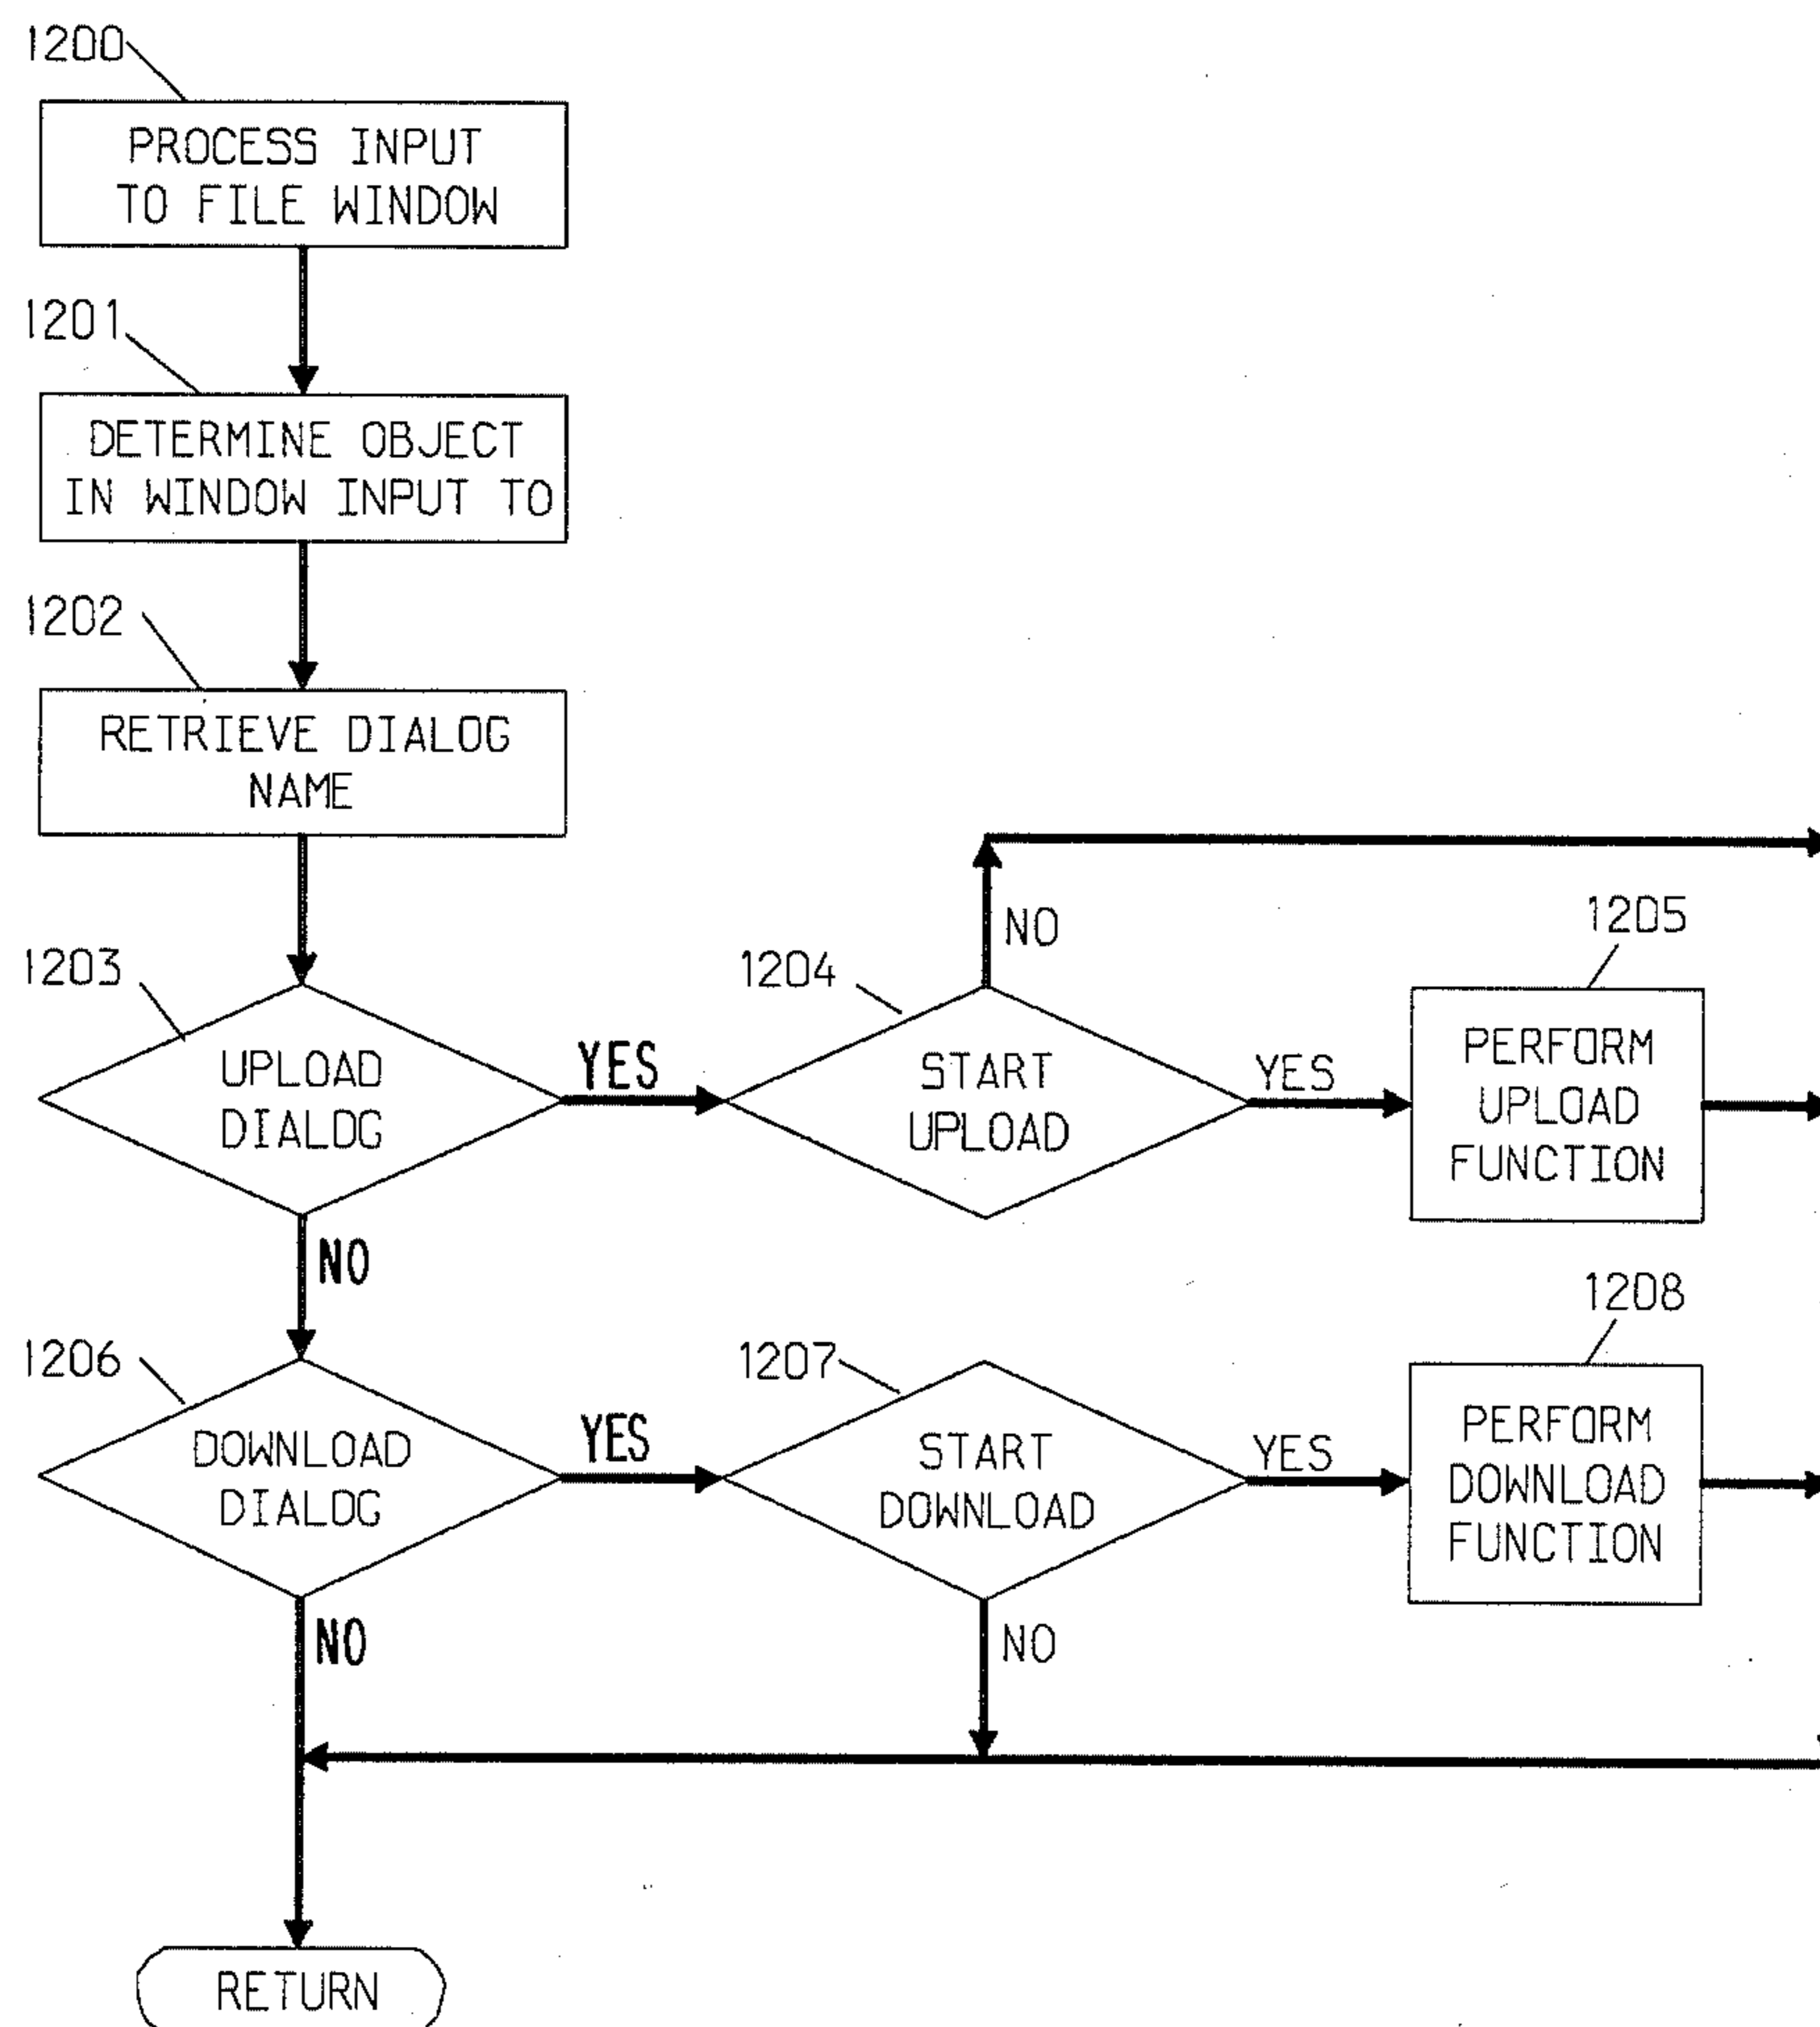 1200
PROCESS INPUT
TO FILE WINDOW
1201
DETERMINE OBJECT
IN WINDOW INPUT TO
1202
RETRIEVE DIALOG
NAME
1203
UPLOAD
DIALOG
YES
NO
1204
START
UPLOAD
NO
YES
1205
PERFORM
UPLOAD
FUNCTION
1206
DOWNLOAD
DIALOG
YES
NO
1207
START
DOWNLOAD
YES
NO
1208
PERFORM
DOWNLOAD
FUNCTION
RETURN